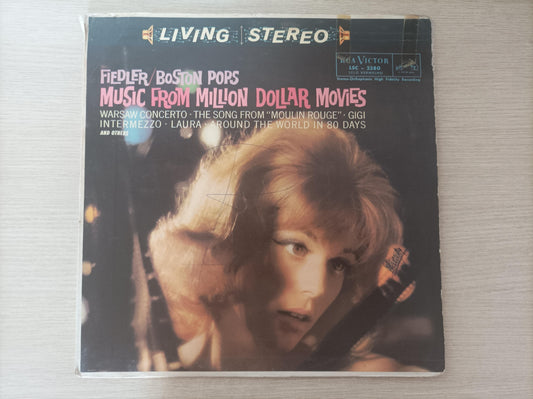 LIVING STEREO
RCA VICTOR
LSC - 2380
FIEDLER/BOSTON POPS
MUSIC FROM MILLION DOLLAR MOVIES
WARSAW CONCERTO · THE SONG FROM "MOULIN ROUGE" · GIGI
INTERMEZZO · LAURA · AROUND THE WORLD IN 80 DAYS
AND OTHERS